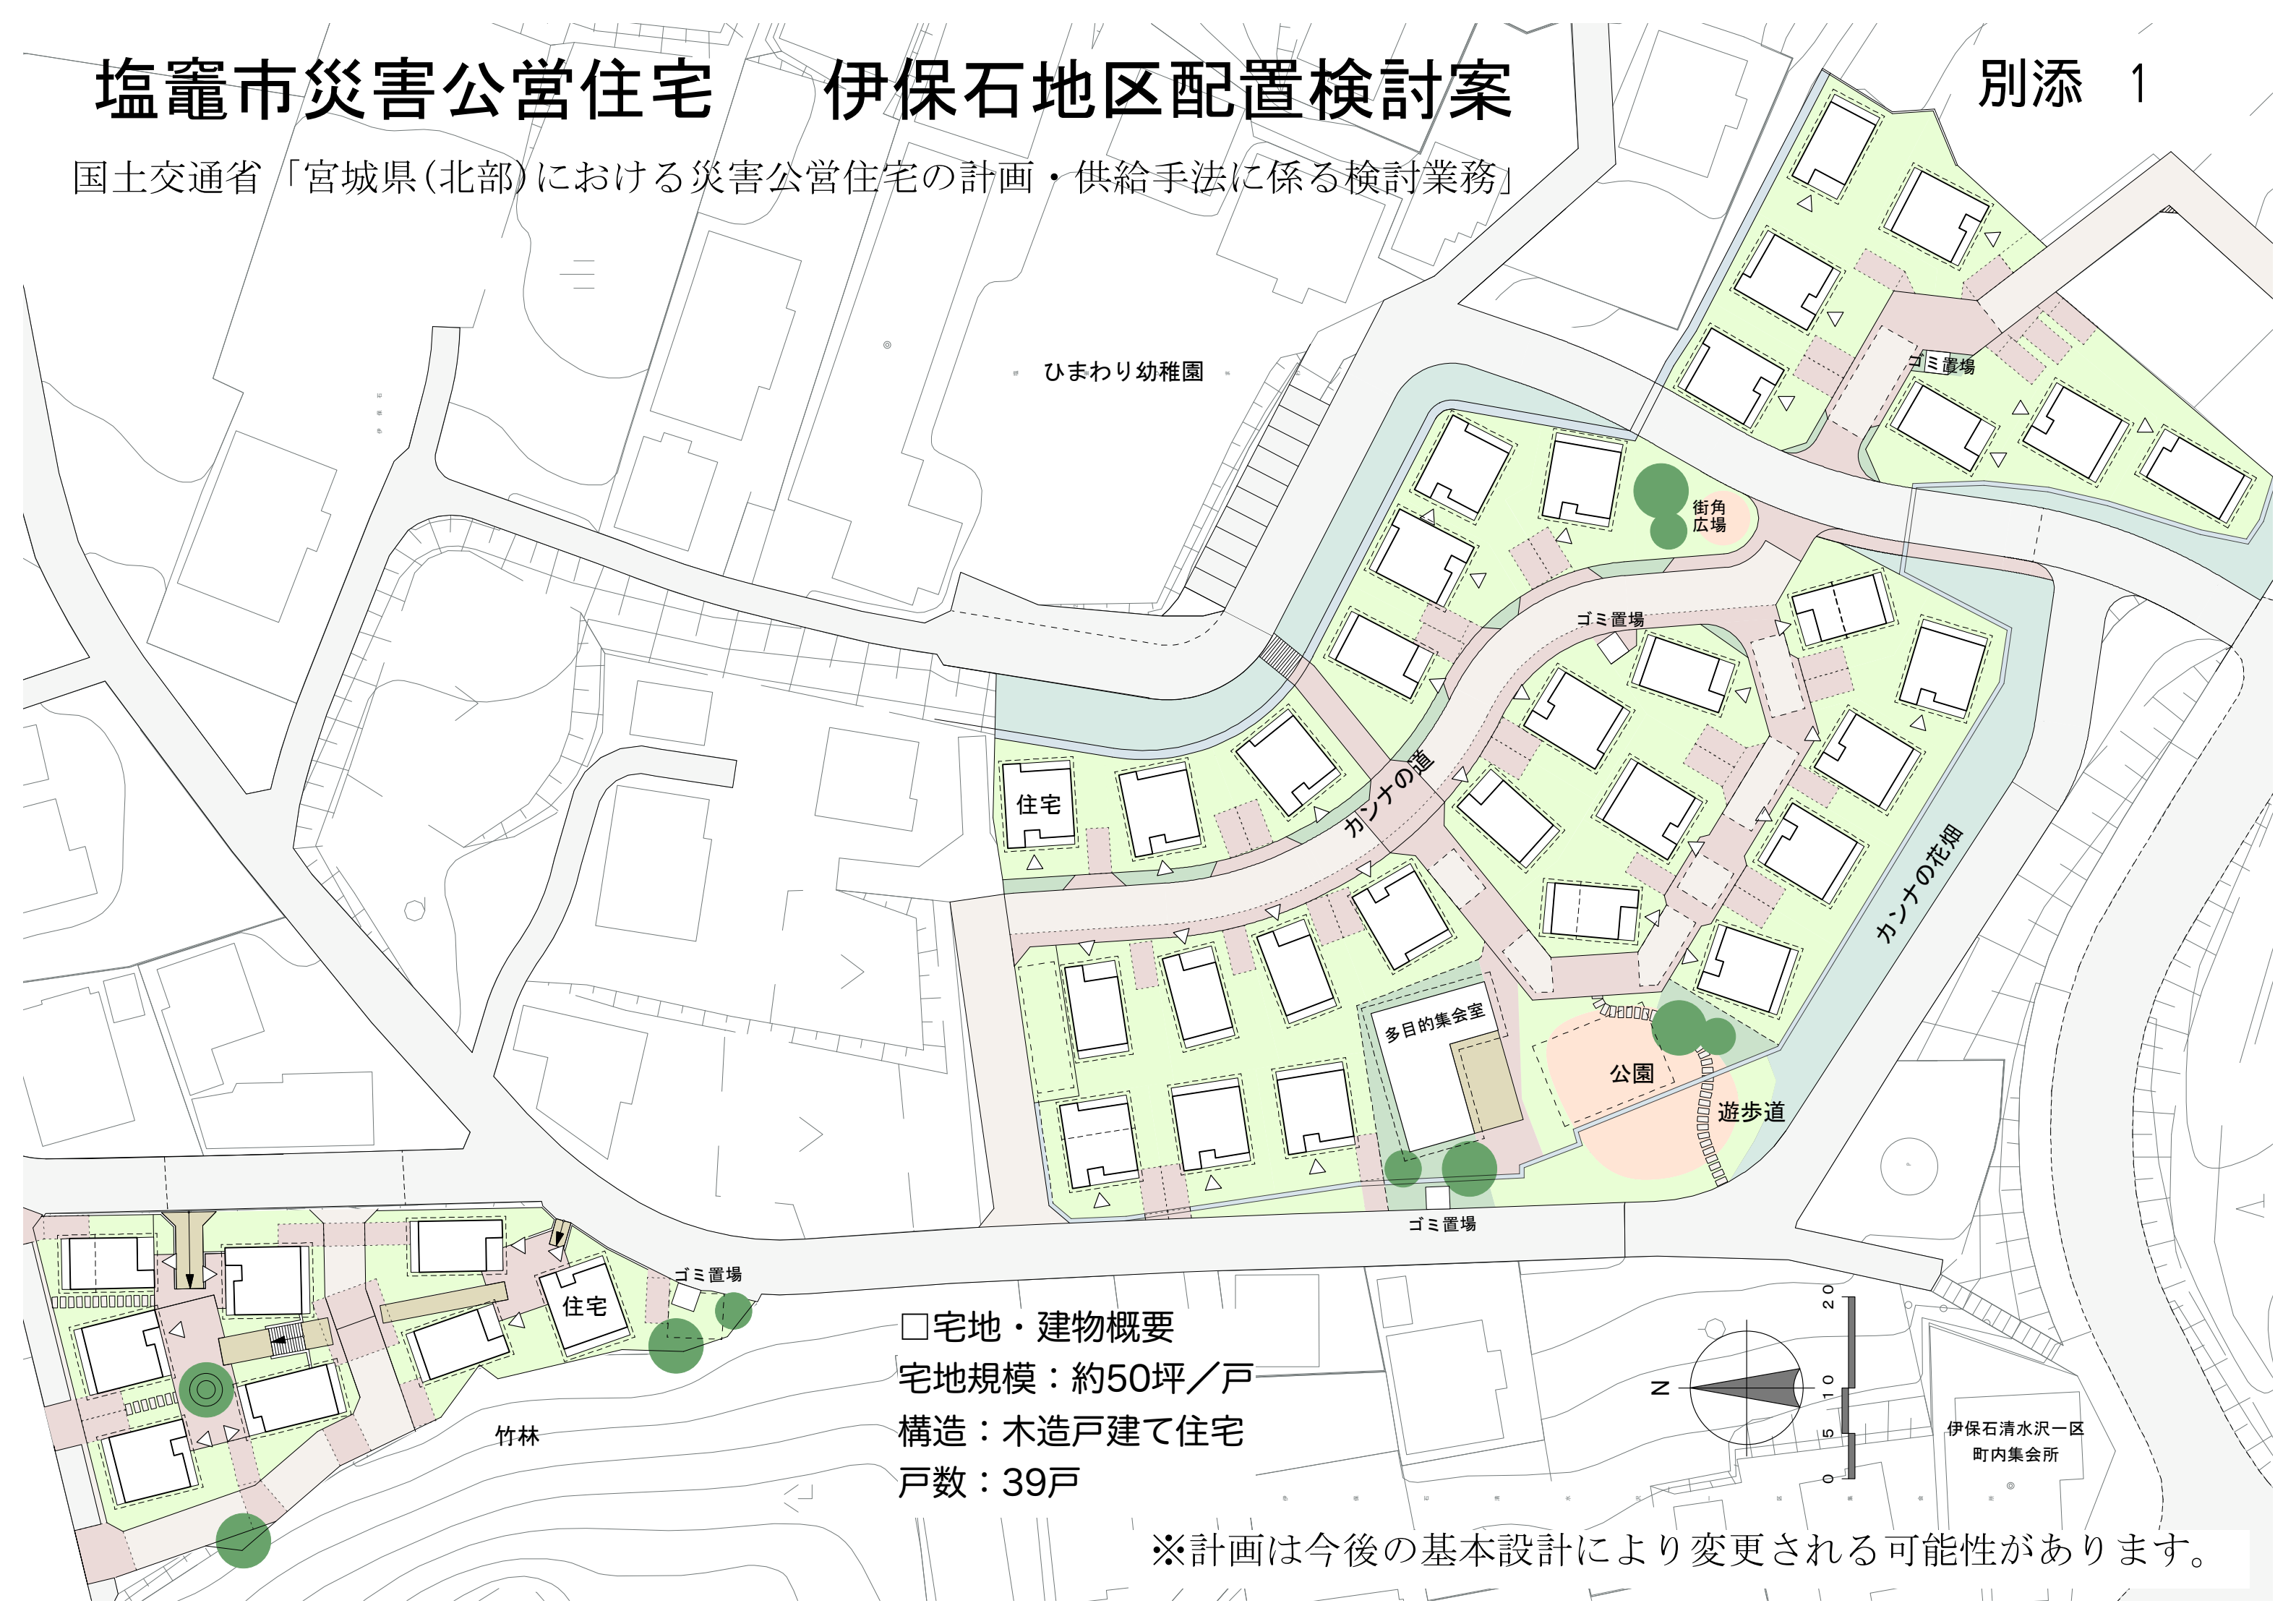 塩竈市災害公営住宅　伊保石地区配置検討案
別添　1
国土交通省「宮城県(北部)における災害公営住宅の計画・供給手法に係る検討業務」
ひまわり幼稚園
ゴミ置場
街角
広場
ゴミ置場
カンナの道
住宅
カンナの花畑
多目的集会室
公園
遊歩道
ゴミ置場
ゴミ置場
住宅
竹林
□宅地・建物概要
宅地規模：約50坪／戸
構造：木造戸建て住宅
戸数：39戸
N
20
10
5
0
伊保石清水沢一区
町内集会所
※計画は今後の基本設計により変更される可能性があります。